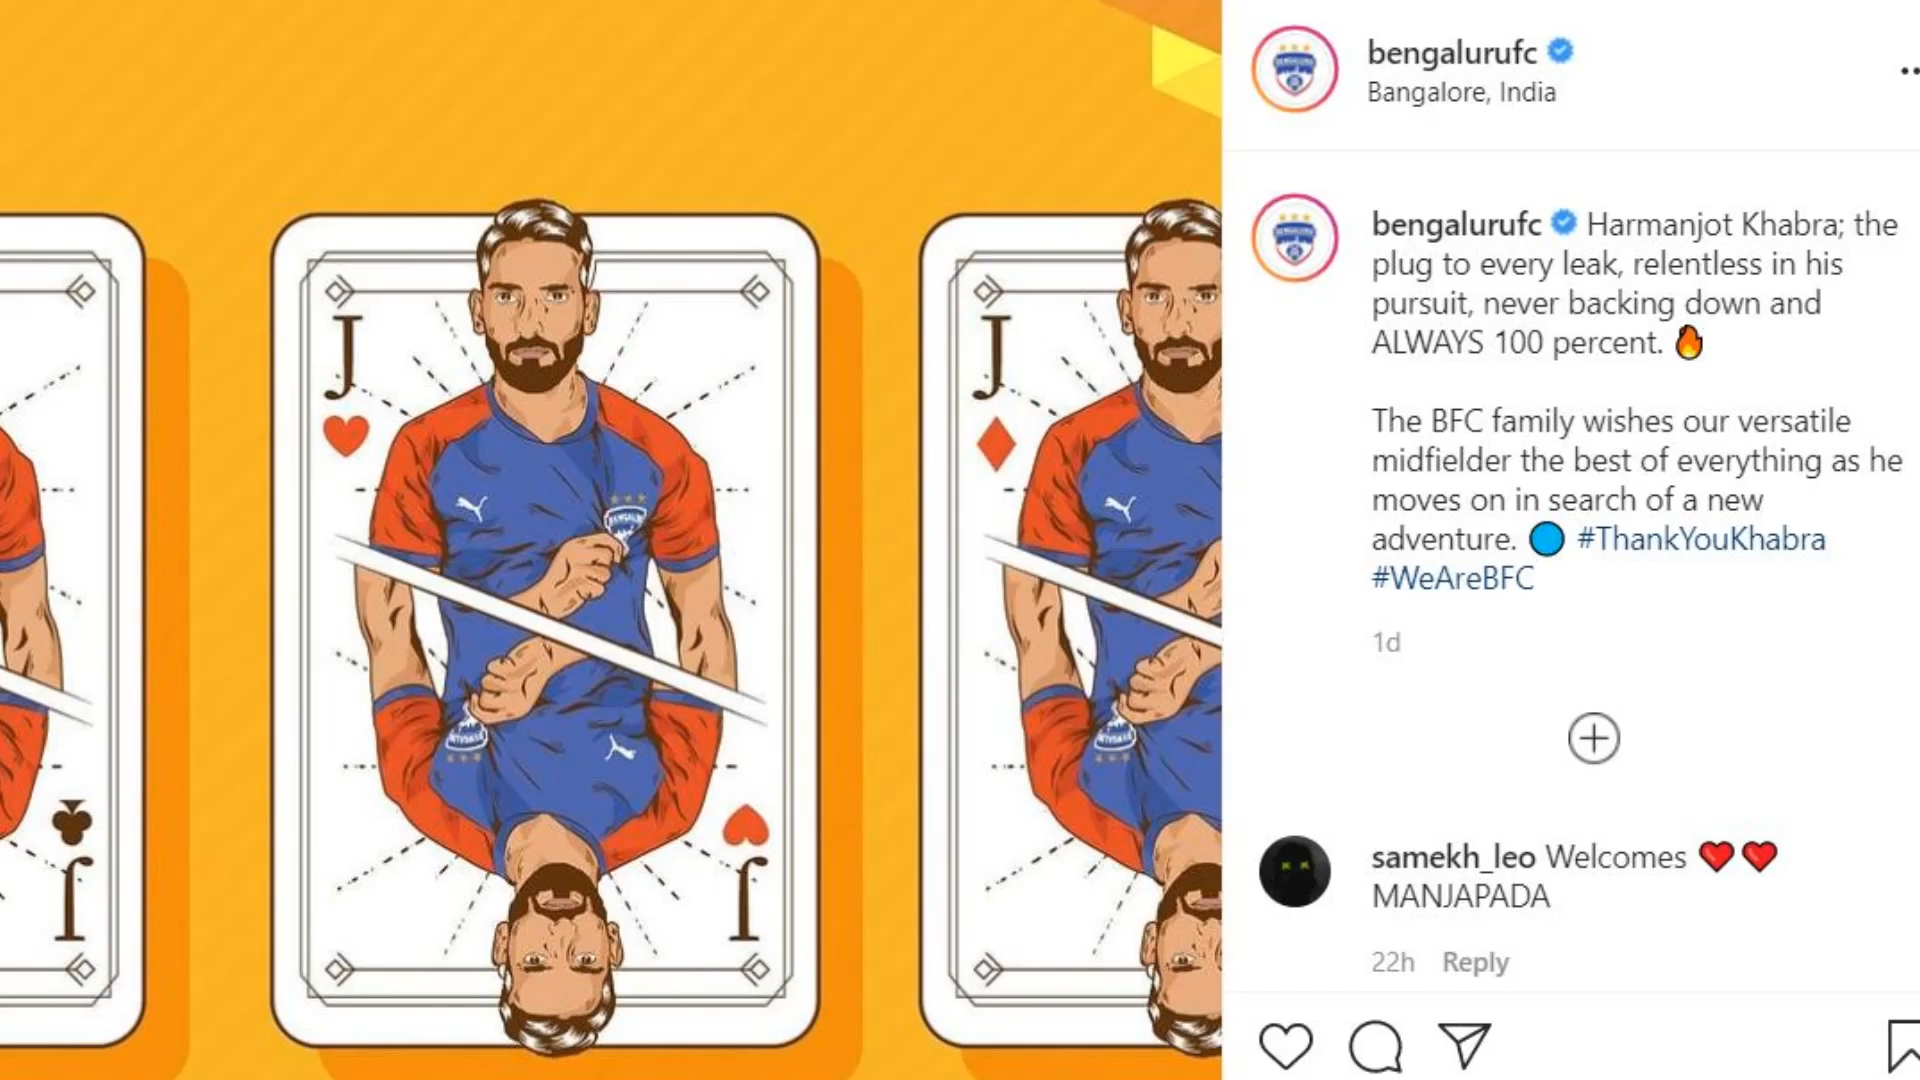 J
J
J
J
BENGALURU
bengalurufc
Bangalore, India
bengalurufc Harmanjot Khabra; the
plug to every leak, relentless in his
pursuit, never backing down and
ALWAYS 100 percent. 🔥
The BFC family wishes our versatile
midfielder the best of everything as he
moves on in search of a new
adventure. 🔵 #ThankYouKhabra
#WeAreBFC
1d
samekh_leo Welcomes ❤️❤️
MANJAPADA
22h Reply